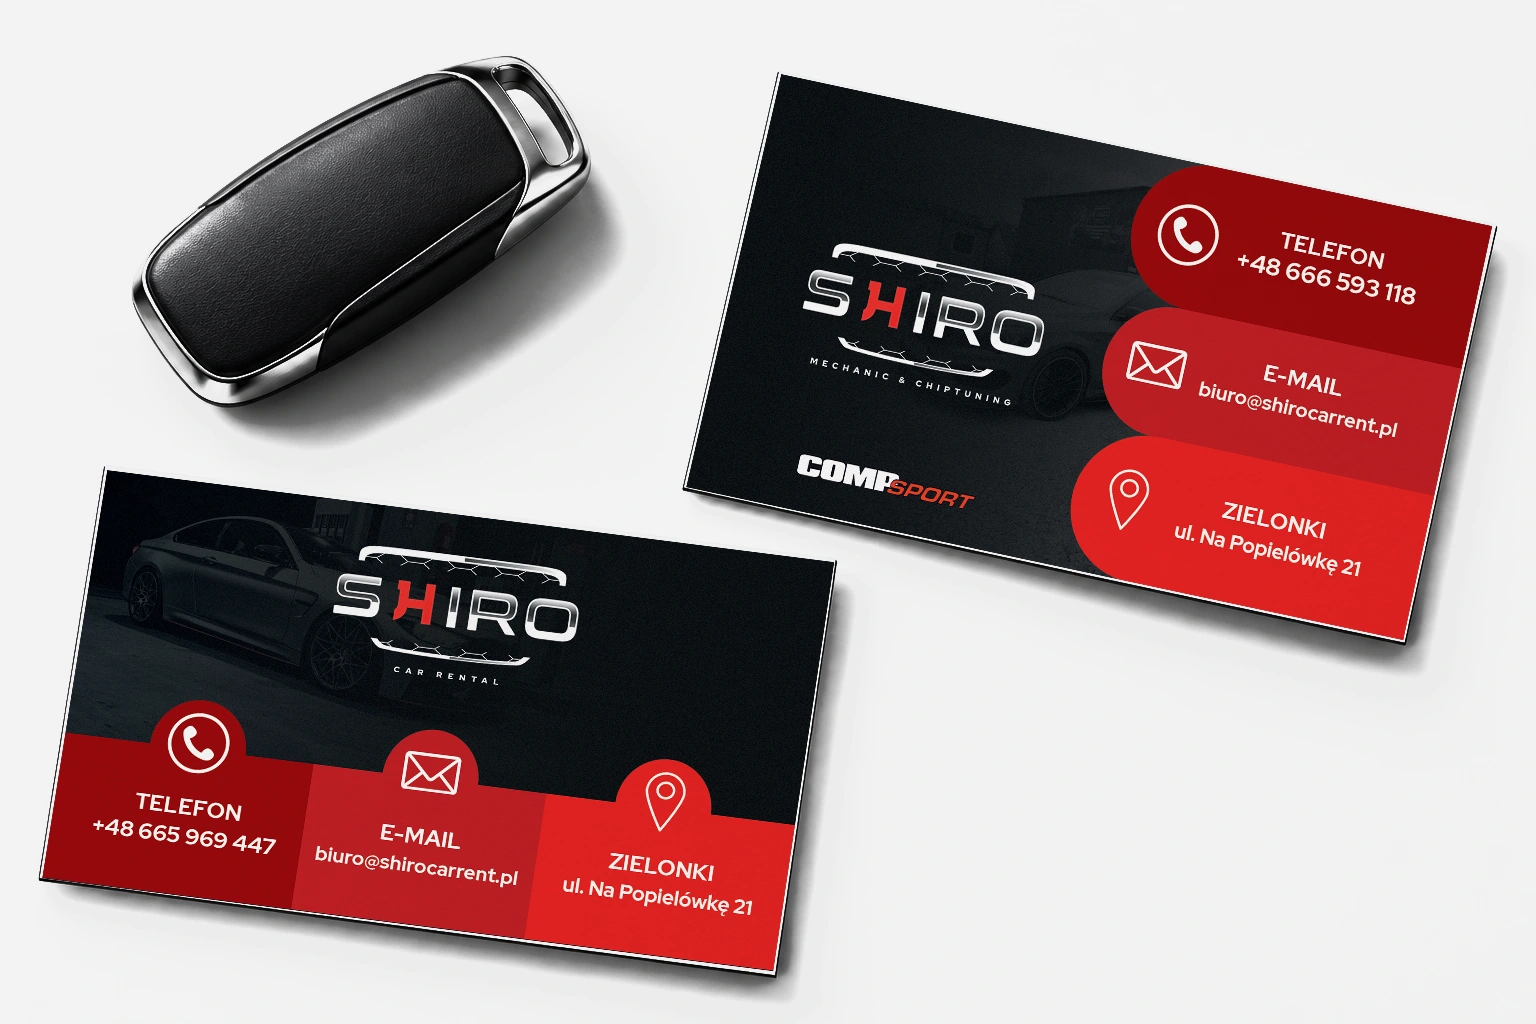 SHIRO
MECHANIC & CHIPTUNING
COMPSPORT
TELEFON
+48 666 593 118
E-MAIL
biuro@shirocarrent.pl
ZIELONKI
ul. Na Popielówkę 21
SHIRO
CAR RENTAL
TELEFON
+48 665 969 447
E-MAIL
biuro@shirocarrent.pl
ZIELONKI
ul. Na Popielówkę 21